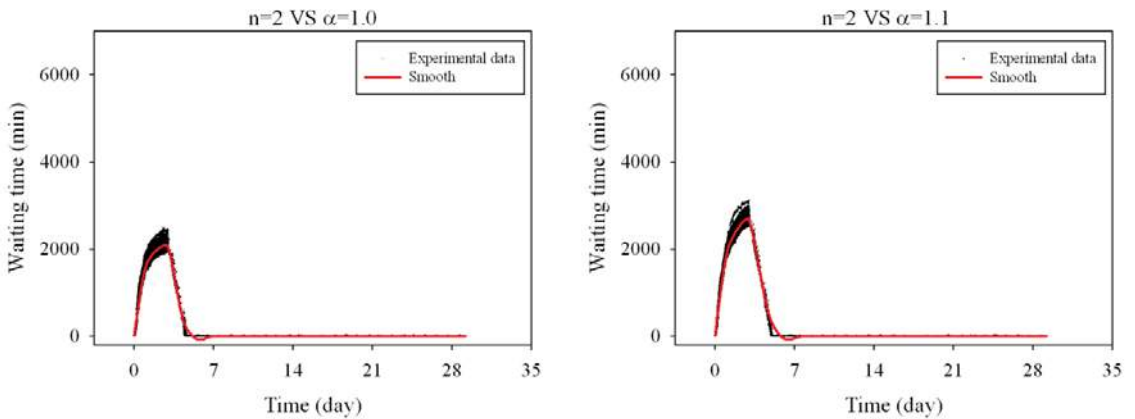 n=2 VS α=1.0
Experimental data
Smooth
6000
4000
2000
0
Waiting time (min)
0 7 14 21 28 35
Time (day)
n=2 VS α=1.1
Experimental data
Smooth
6000
4000
2000
0
Waiting time (min)
0 7 14 21 28 35
Time (day)